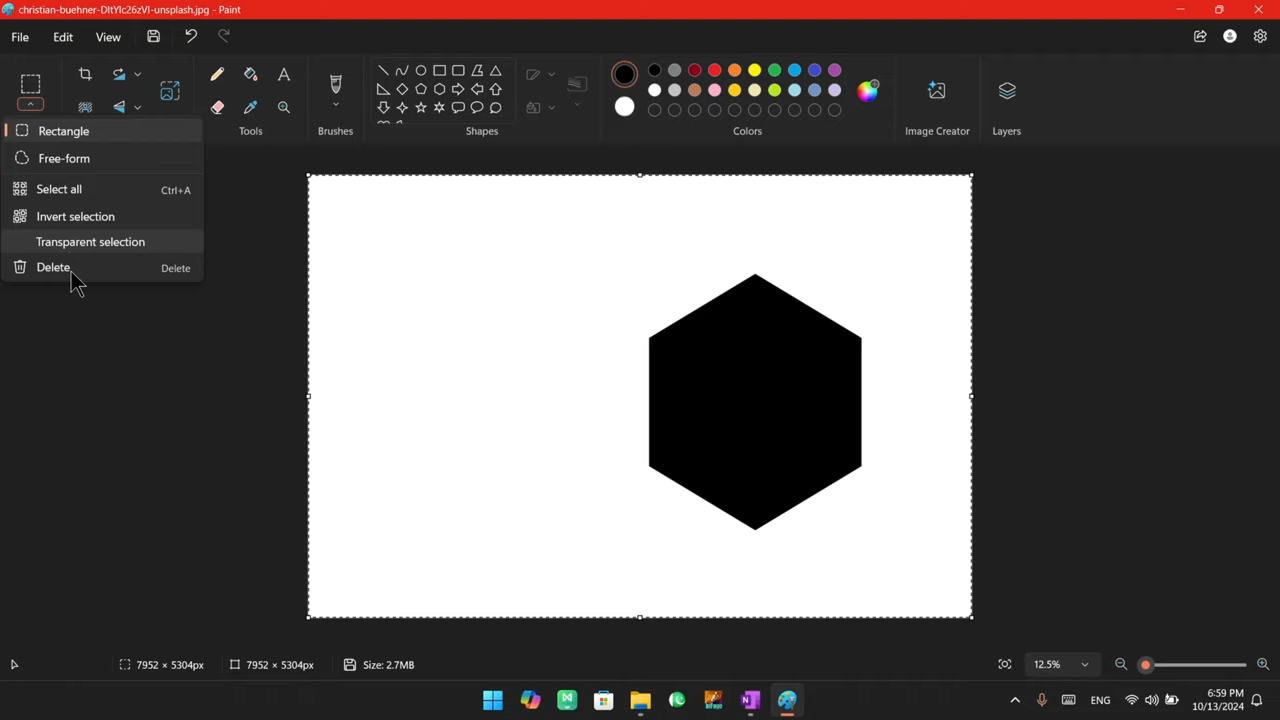 christian-buehner-DItYlc26zVI-unsplash.jpg - Paint
File Edit View
Rectangle
Free-form
Select all Ctrl+A
Invert selection
Transparent selection
Delete Delete
Tools
Brushes
Shapes
Colors
Image Creator
Layers
7952 × 5304px 7952 × 5304px Size: 2.7MB 12.5%
ENG 6:59 PM
10/13/2024